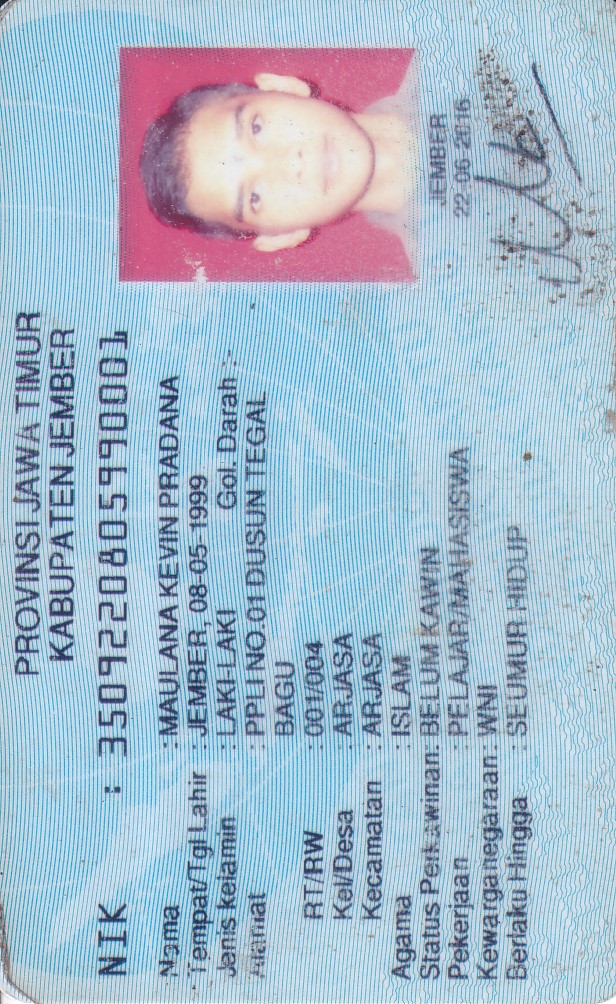 PROVINSI JAWA TIMUR
KABUPATEN JEMBER
NIK : 3509220805990001
Nama : MAULANA KEVIN PRADANA
Tempat/Tgl Lahir : JEMBER, 08-05-1999
Jenis kelamin : LAKI-LAKI Gol. Darah :-
Alamat : PPLI NO.01 DUSUN TEGAL
BAGU
RT/RW : 001/004
Kel/Desa : ARJASA
Kecamatan : ARJASA
Agama : ISLAM
Status Perkawinan: BELUM KAWIN
Pekerjaan : PELAJAR/MAHASISWA
Kewarganegaraan: WNI
Berlaku Hingga : SEUMUR HIDUP
JEMBER
22-06-2016